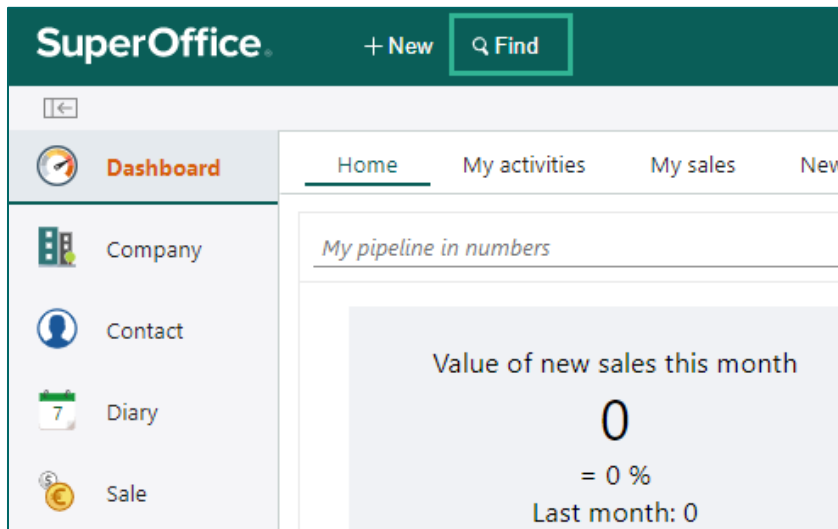 SuperOffice.
+ New
Find
Dashboard
Home
My activities
My sales
New
Company
My pipeline in numbers
Contact
Value of new sales this month
0
= 0 %
Last month: 0
7
Diary
Sale